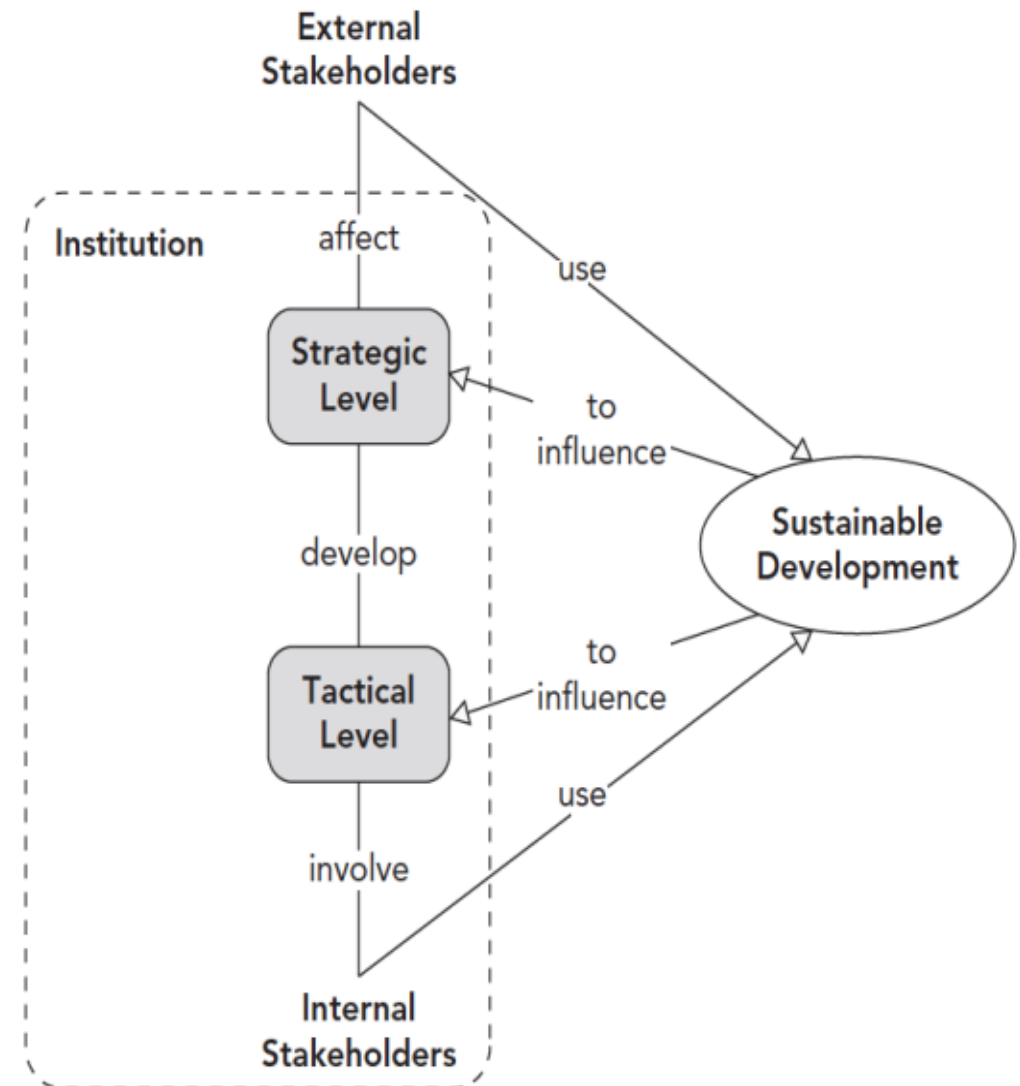 External
Stakeholders
Institution
affect
use
Strategic
Level
to
influence
Sustainable
Development
develop
to
influence
Tactical
Level
use
involve
Internal
Stakeholders